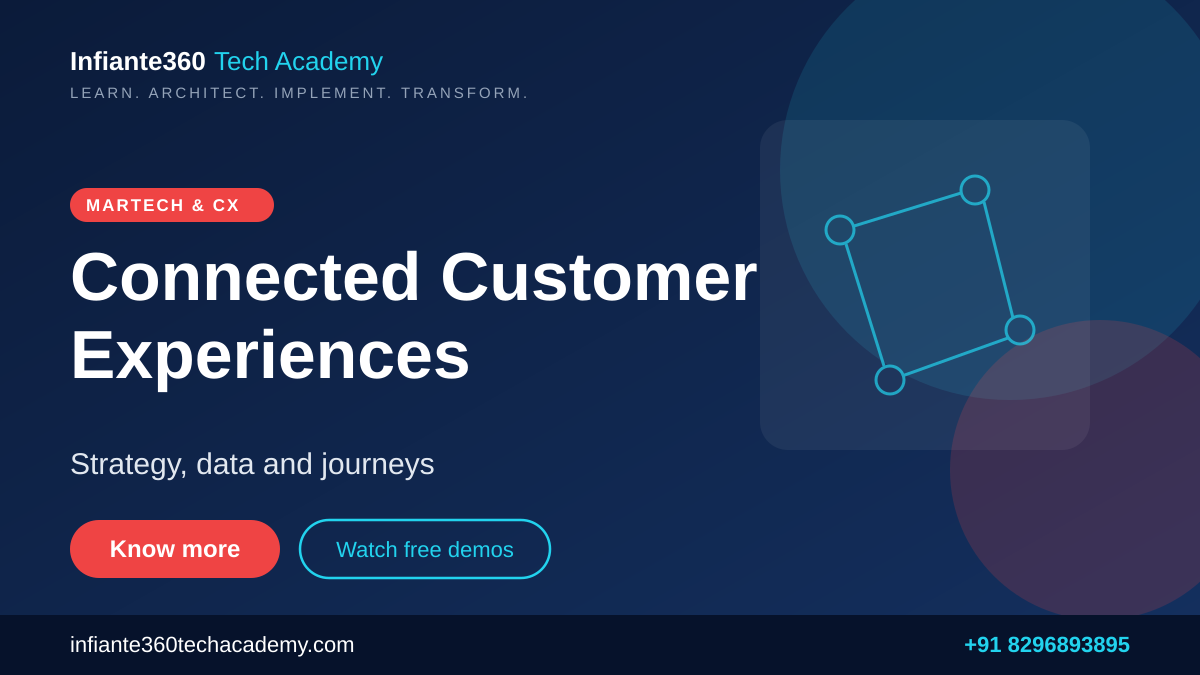 Infiante360 Tech Academy
LEARN. ARCHITECT. IMPLEMENT. TRANSFORM.
MARTECH & CX
Connected Customer
Experiences
Strategy, data and journeys
Know more
Watch free demos
infiante360techacademy.com
+91 8296893895